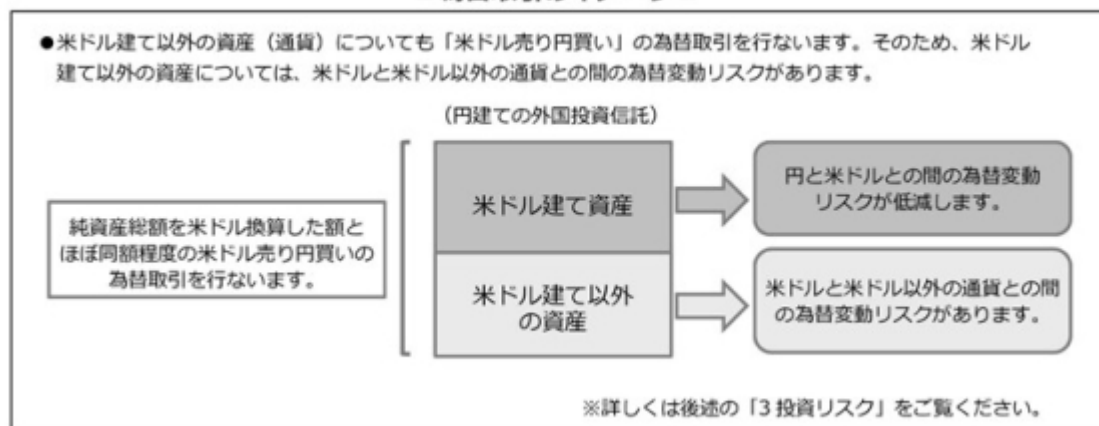 ●米ドル建て以外の資産（通貨）についても「米ドル売り円買い」の為替取引を行ないます。そのため、米ドル
建て以外の資産については、米ドルと米ドル以外の通貨との間の為替変動リスクがあります。
（円建ての外国投資信託）
純資産総額を米ドル換算した額と
ほぼ同額程度の米ドル売り円買いの
為替取引を行ないます。
米ドル建て資産
円と米ドルとの間の為替変動
リスクが低減します。
米ドル建て以外
の資産
米ドルと米ドル以外の通貨との間
の為替変動リスクがあります。
※詳しくは後述の「3 投資リスク」をご覧ください。